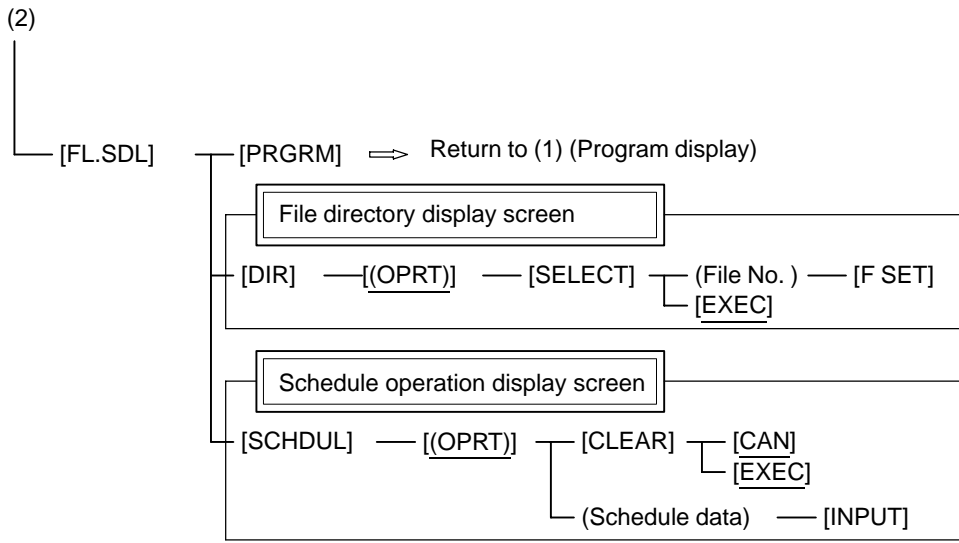 (2)
[FL.SDL] [PRGRM] Return to (1) (Program display)
File directory display screen
[DIR] [(OPRT)] [SELECT] (File No. ) [F SET]
[EXEC]
Schedule operation display screen
[SCHDUL] [(OPRT)] [CLEAR] [CAN]
[EXEC]
(Schedule data) [INPUT]